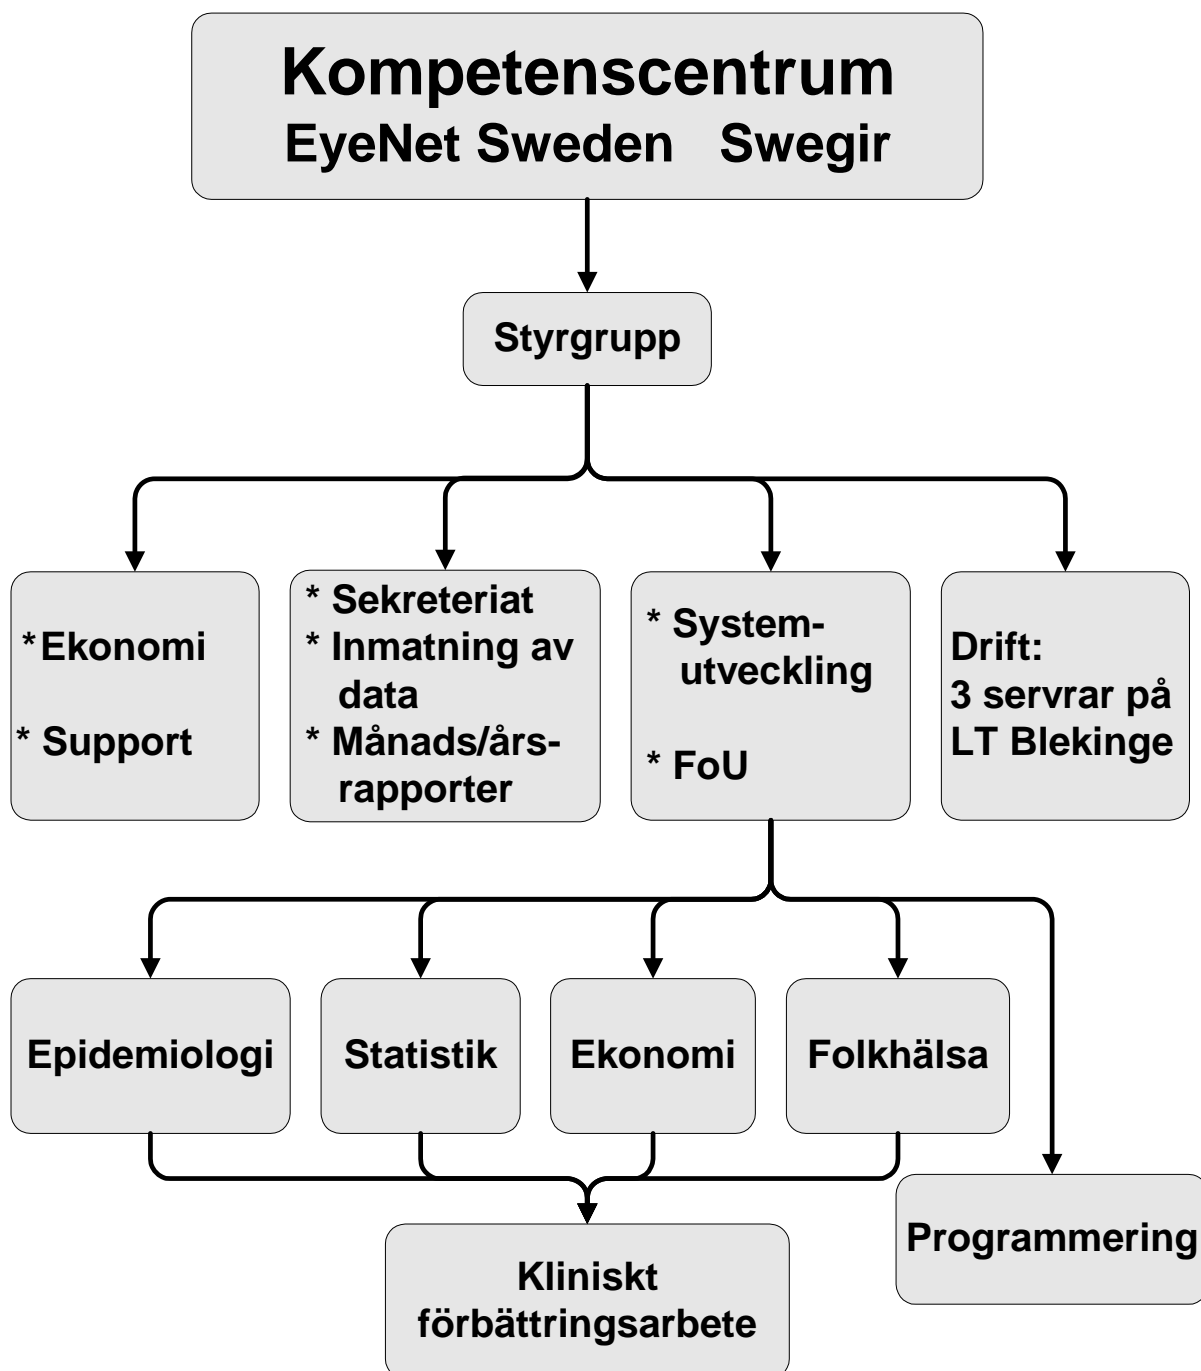 Kompetenscentrum
EyeNet Sweden Swegir
Styrgrupp
*Ekonomi
* Support
* Sekreteriat
* Inmatning av
data
* Månads/års-
rapporter
* System-
utveckling
* FoU
Drift:
3 servrar på
LT Blekinge
Epidemiologi
Statistik
Ekonomi
Folkhälsa
Programmering
Kliniskt
förbättringsarbete